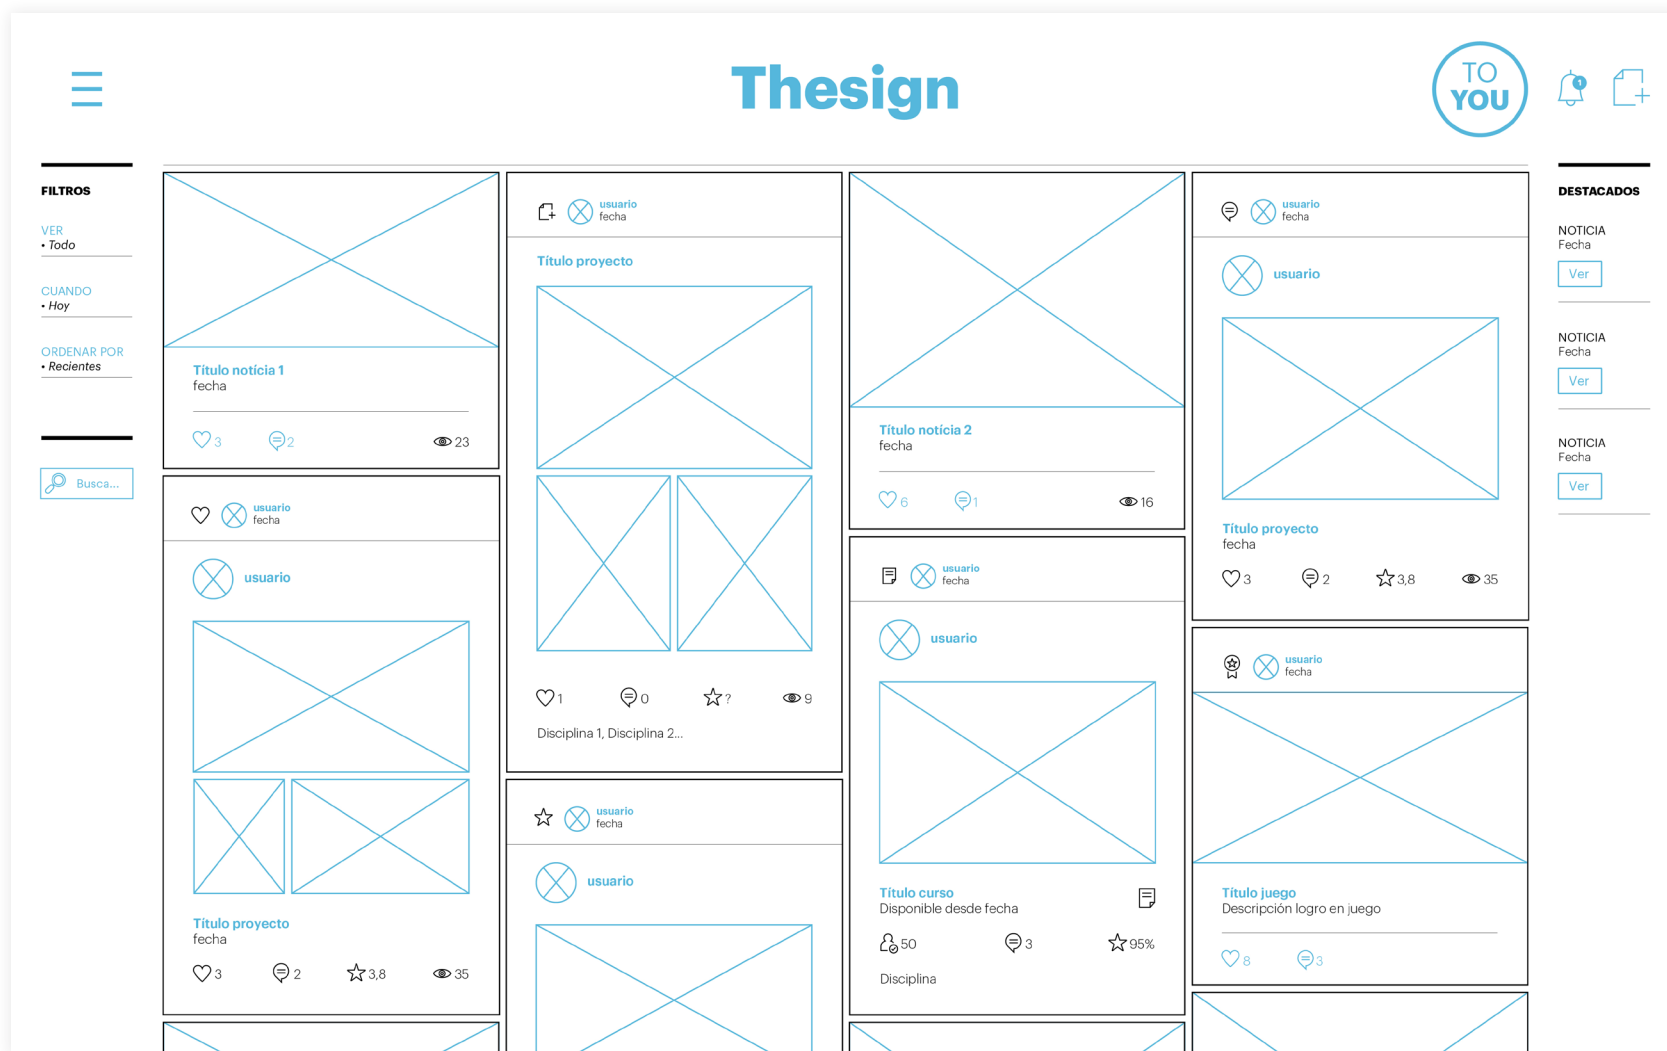 Thesign
TO
YOU
1
FILTROS
VER
• Todo
CUANDO
• Hoy
ORDENAR POR
• Recientes
Busca...
Título notícia 1
fecha
3
2
23
usuario
fecha
usuario
Título proyecto
fecha
3
2
3,8
35
usuario
fecha
Título proyecto
1
0
?
9
Disciplina 1, Disciplina 2...
usuario
fecha
usuario
Título notícia 2
fecha
6
1
16
usuario
fecha
usuario
Título curso
Disponible desde fecha
50
3
95%
Disciplina
usuario
fecha
usuario
Título proyecto
fecha
3
2
3,8
35
usuario
fecha
Título juego
Descripción logro en juego
8
3
DESTACADOS
NOTICIA
Fecha
Ver
NOTICIA
Fecha
Ver
NOTICIA
Fecha
Ver